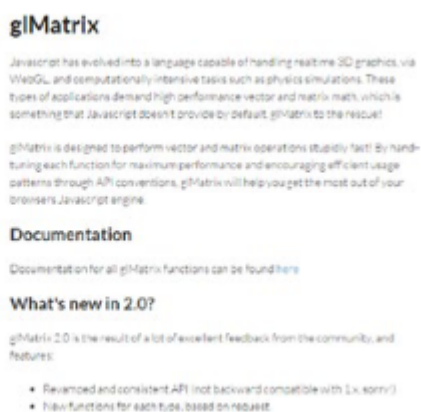 glMatrix
Javascript has evolved into a language capable of handling realtime 3D graphics, via
WebGL, and computationally intensive tasks such as physics simulations. These
types of applications demand high performance vector and matrix math, which is
something that Javascript doesn't provide by default. glMatrix to the rescue!
glMatrix is designed to perform vector and matrix operations stupidly fast! By hand-
tuning each function for maximum performance and encouraging efficient usage
patterns through API conventions, glMatrix will help you get the most out of your
browsers Javascript engine.
Documentation
Documentation for all glMatrix functions can be found here
What's new in 2.0?
glMatrix 2.0 is the result of a lot of excellent feedback from the community, and
features:
• Revamped and consistent API (not backward compatible with 1.x, sorry!)
• New functions for each type, based on request.